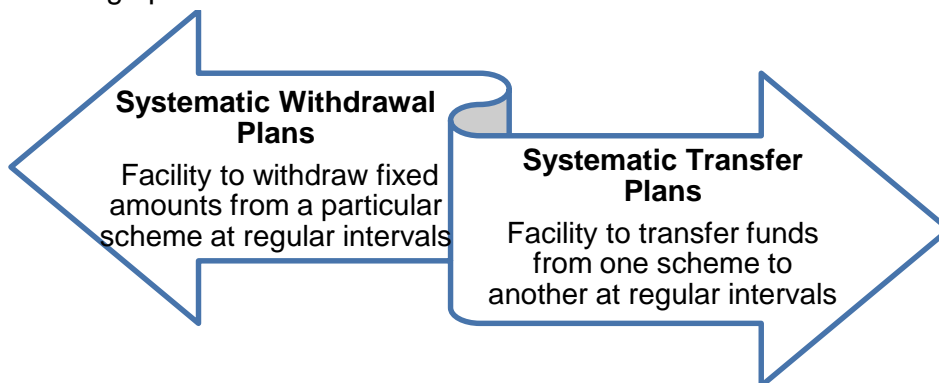 Systematic Withdrawal
Plans
Facility to withdraw fixed
amounts from a particular
scheme at regular intervals
Systematic Transfer
Plans
Facility to transfer funds
from one scheme to
another at regular intervals